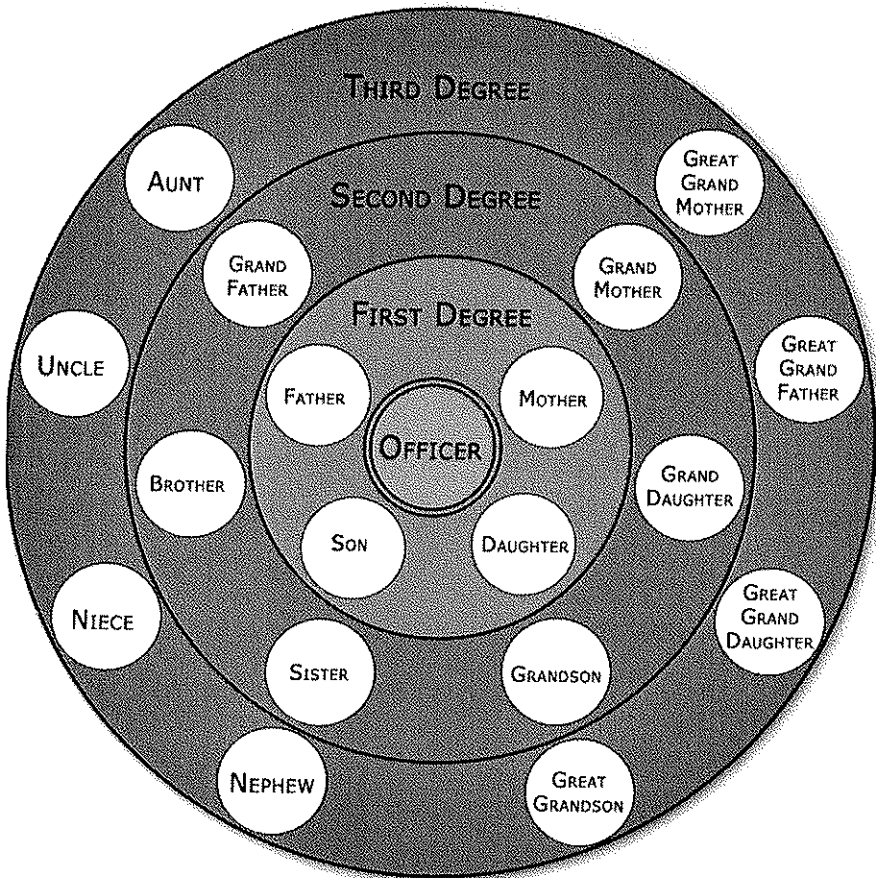 THIRD DEGREE
AUNT
GREAT
GRAND
MOTHER
SECOND DEGREE
GRAND
FATHER
GRAND
MOTHER
FIRST DEGREE
UNCLE
GREAT
GRAND
FATHER
FATHER
MOTHER
OFFICER
BROTHER
GRAND
DAUGHTER
SON
DAUGHTER
NIECE
GREAT
GRAND
DAUGHTER
SISTER
GRANDSON
NEPHEW
GREAT
GRANDSON